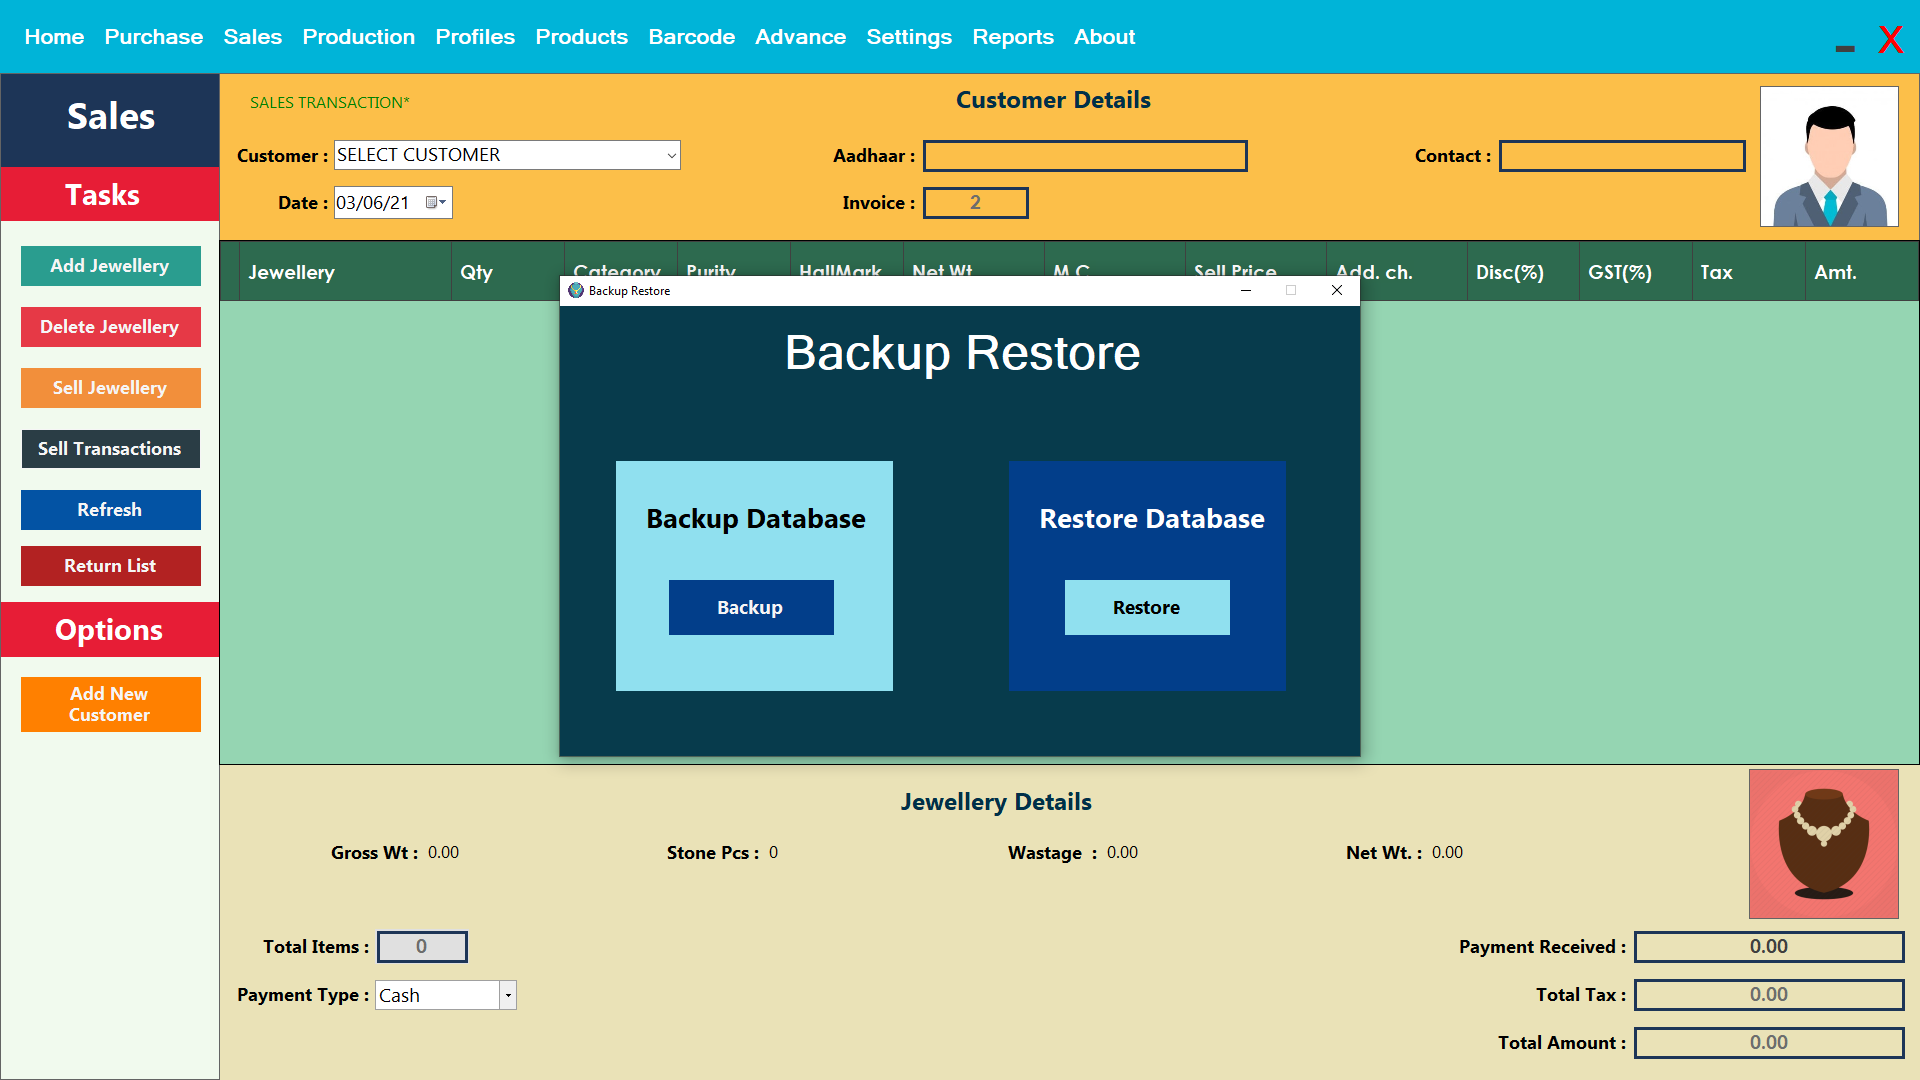 Home Purchase Sales Production Profiles Products Barcode Advance Settings Reports About
X
Sales
Tasks
Add Jewellery
Delete Jewellery
Sell Jewellery
Sell Transactions
Refresh
Return List
Options
Add New
Customer
SALES TRANSACTION*
Customer Details
Customer : SELECT CUSTOMER
Aadhaar :
Contact :
Date : 03/06/21
Invoice : 2
Jewellery Qty Category Purity HallMark Net Wt M.C Sell Price Add. ch. Disc(%) GST(%) Tax Amt.
Backup Restore
Backup Restore
Backup Database
Backup
Restore Database
Restore
Jewellery Details
Gross Wt : 0.00
Stone Pcs : 0
Wastage : 0.00
Net Wt. : 0.00
Total Items : 0
Payment Type : Cash
Payment Received : 0.00
Total Tax : 0.00
Total Amount : 0.00